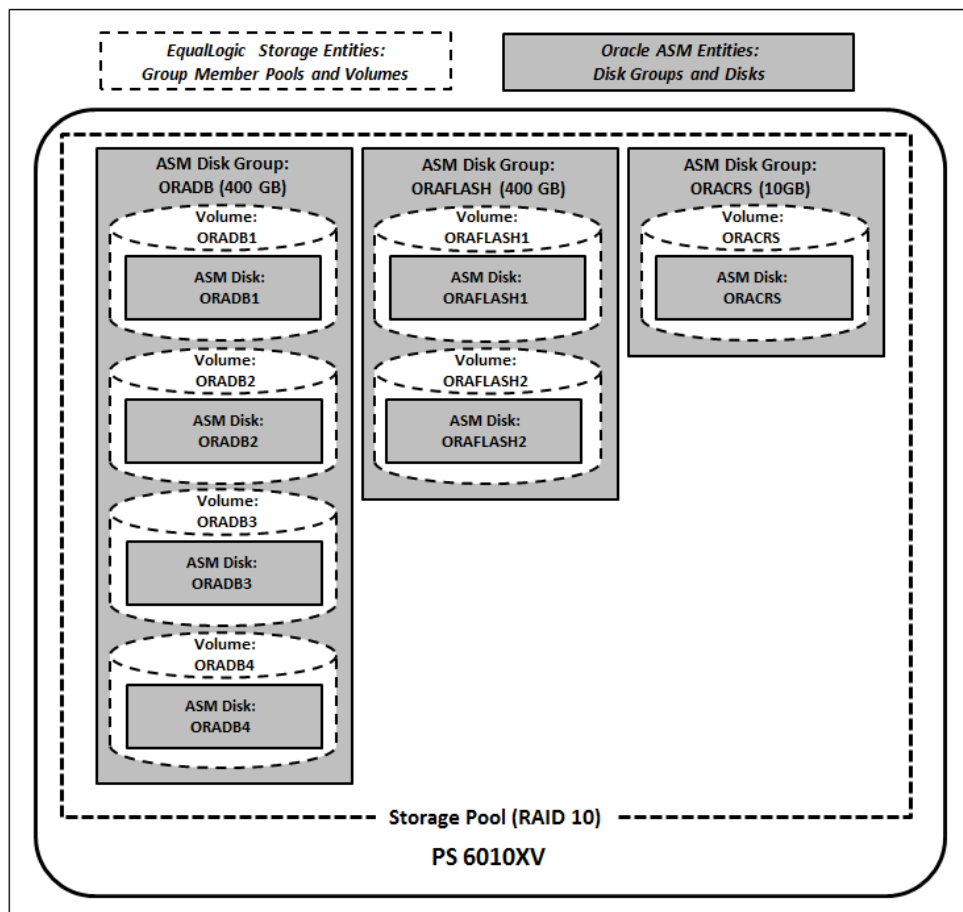 EqualLogic Storage Entities:
Group Member Pools and Volumes
Oracle ASM Entities:
Disk Groups and Disks
ASM Disk Group:
ORADB (400 GB)
Volume:
ORADB1
ASM Disk:
ORADB1
Volume:
ORADB2
ASM Disk:
ORADB2
Volume:
ORADB3
ASM Disk:
ORADB3
Volume:
ORADB4
ASM Disk:
ORADB4
ASM Disk Group:
ORAFLASH (400 GB)
Volume:
ORAFLASH1
ASM Disk:
ORAFLASH1
Volume:
ORAFLASH2
ASM Disk:
ORAFLASH2
ASM Disk Group:
ORACRS (10GB)
Volume:
ORACRS
ASM Disk:
ORACRS
Storage Pool (RAID 10)
PS 6010XV